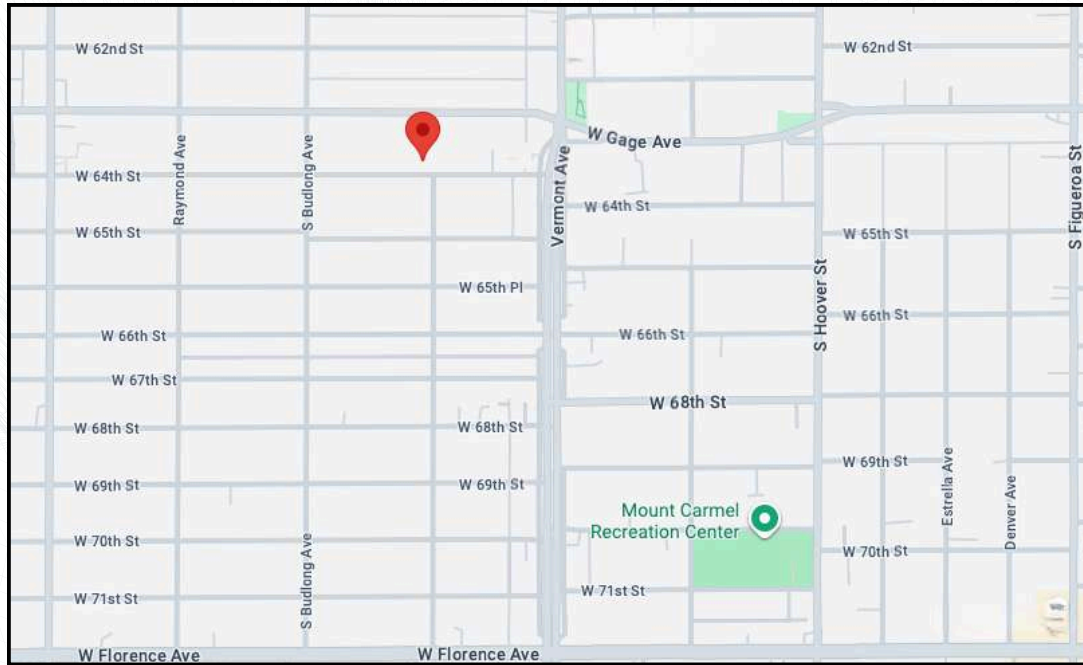 W 62nd St
W 62nd St
W Gage Ave
Raymond Ave
S Budlong Ave
Vermont Ave
S Figueroa St
W 64th St
W 64th St
W 65th St
W 65th St
W 65th Pl
S Hoover St
W 66th St
W 66th St
W 66th St
W 67th St
W 68th St
W 68th St
W 68th St
W 69th St
W 69th St
W 69th St
Estrella Ave
Denver Ave
Mount Carmel
Recreation Center
W 70th St
W 70th St
S Budlong Ave
W 71st St
W 71st St
W Florence Ave
W Florence Ave